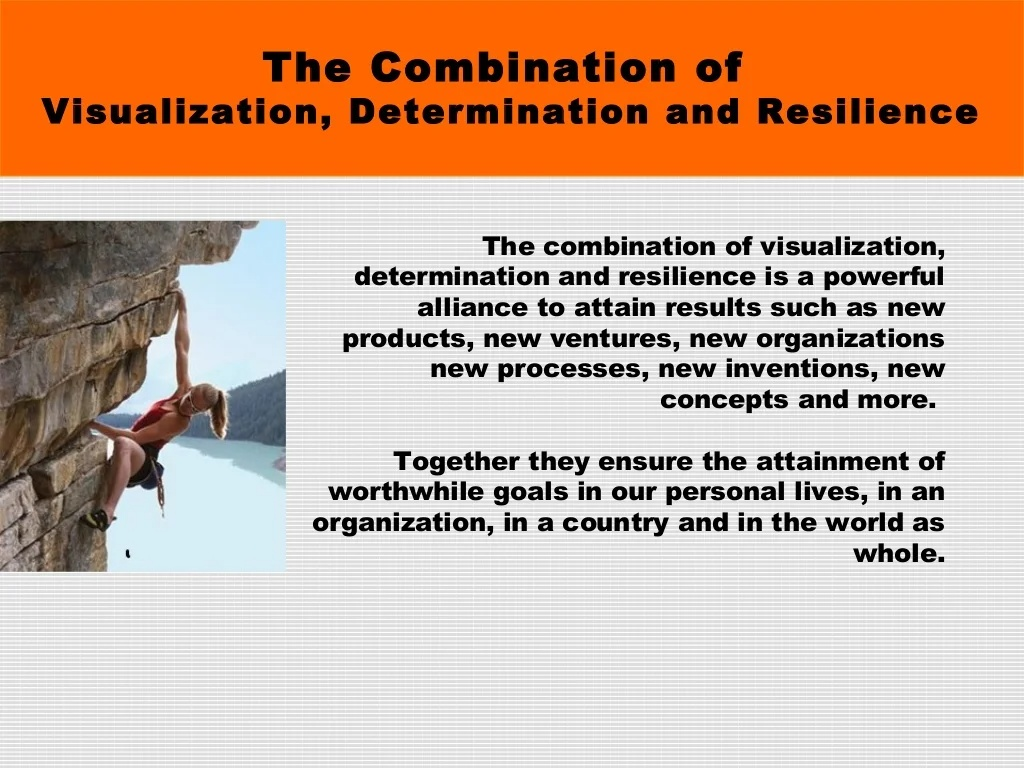 The Combination of
Visualization, Determination and Resilience
The combination of visualization,
determination and resilience is a powerful
alliance to attain results such as new
products, new ventures, new organizations
new processes, new inventions, new
concepts and more.
Together they ensure the attainment of
worthwhile goals in our personal lives, in an
organization, in a country and in the world as
whole.